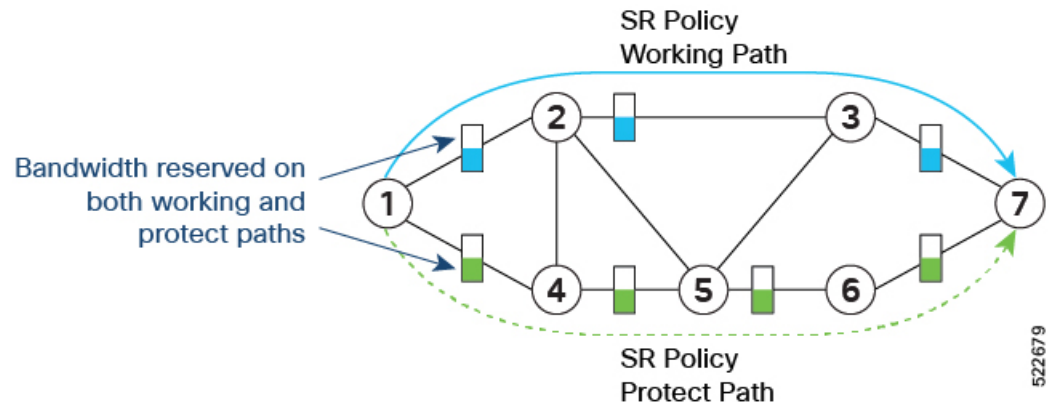 SR Policy
Working Path
2
3
Bandwidth reserved on
both working and
protect paths
1
7
4
5
6
SR Policy
Protect Path
522679